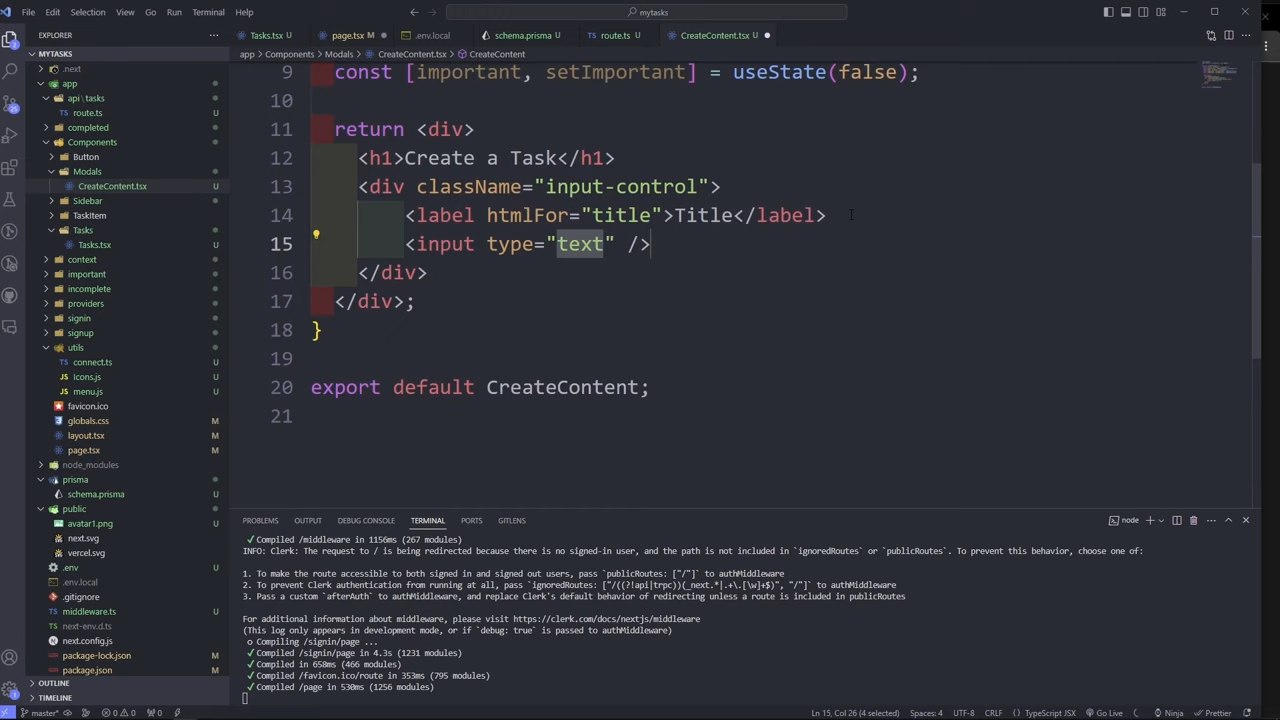 File Edit Selection View Go Run Terminal Help
mytasks
EXPLORER
Tasks.tsx U
page.tsx M
.env.local
schema.prisma U
route.ts U
CreateContent.tsx U
app > Components > Modals > CreateContent.tsx > CreateContent
MYTASKS
.next
app
api \ tasks
route.ts U
completed
Components
Button
Modals
CreateContent.tsx U
Sidebar
TaskItem
Tasks
Tasks.tsx U
context
important
incomplete
providers
signin
signup
utils
connect.ts U
Icons.js U
menu.js U
favicon.ico
globals.css M
layout.tsx M
page.tsx M
node_modules
prisma
schema.prisma U
public
avatar1.png U
next.svg
vercel.svg
.env U
.env.local
.gitignore
middleware.ts U
next-env.d.ts
next.config.js
package-lock.json M
package.json M
OUTLINE
TIMELINE
9 const [important, setImportant] = useState(false);
10
11 return <div>
12 <h1>Create a Task</h1>
13 <div className="input-control">
14 <label htmlFor="title">Title</label>
15 <input type="text" />
16 </div>
17 </div>;
18 }
19
20 export default CreateContent;
21
PROBLEMS OUTPUT DEBUG CONSOLE TERMINAL PORTS GITLENS
node
✓ Compiled /middleware in 1156ms (267 modules)
INFO: Clerk: The request to / is being redirected because there is no signed-in user, and the path is not included in `ignoredRoutes` or `publicRoutes`. To prevent this behavior, choose one of:
1. To make the route accessible to both signed in and signed out users, pass `publicRoutes: ["/"]` to authMiddleware
2. To prevent Clerk authentication from running at all, pass `ignoredRoutes: ["/((?!api|trpc))(_next.*|.+\.[\w]+$)", "/"]` to authMiddleware
3. Pass a custom `afterAuth` to authMiddleware, and replace Clerk's default behavior of redirecting unless a route is included in publicRoutes
For additional information about middleware, please visit https://clerk.com/docs/nextjs/middleware
(This log only appears in development mode, or if `debug: true` is passed to authMiddleware)
○ Compiling /signin/page ...
✓ Compiled /signin/page in 4.3s (1231 modules)
✓ Compiled in 658ms (466 modules)
✓ Compiled /favicon.ico/route in 353ms (795 modules)
✓ Compiled /page in 530ms (1256 modules)
master* 0 0 0 Ln 15, Col 26 (4 selected) Spaces: 4 UTF-8 CRLF TypeScript JSX Go Live Ninja Prettier